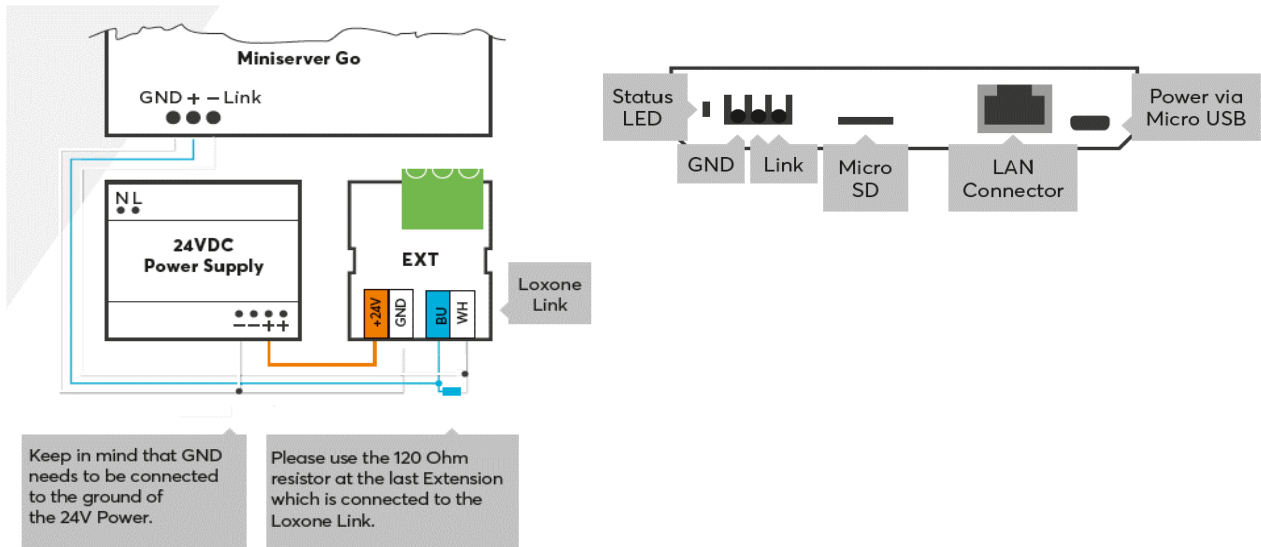 Miniserver Go
GND + − Link
NL
24VDC
Power Supply
−−++
EXT
+24V
GND
BU
WH
Loxone
Link
Keep in mind that GND
needs to be connected
to the ground of
the 24V Power.
Please use the 120 Ohm
resistor at the last Extension
which is connected to the
Loxone Link.
Status
LED
GND
Link
Micro
SD
LAN
Connector
Power via
Micro USB